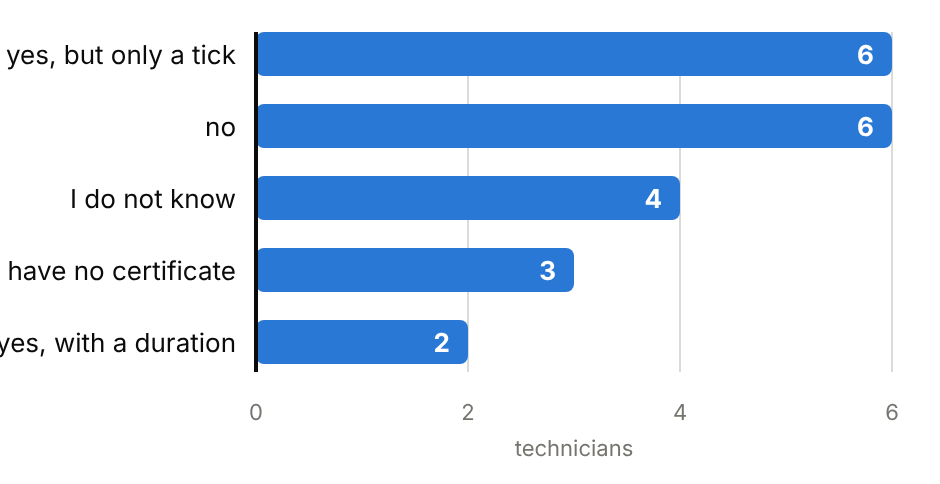 yes, but only a tick 6
no 6
I do not know 4
have no certificate 3
yes, with a duration 2
0 2 4 6
technicians